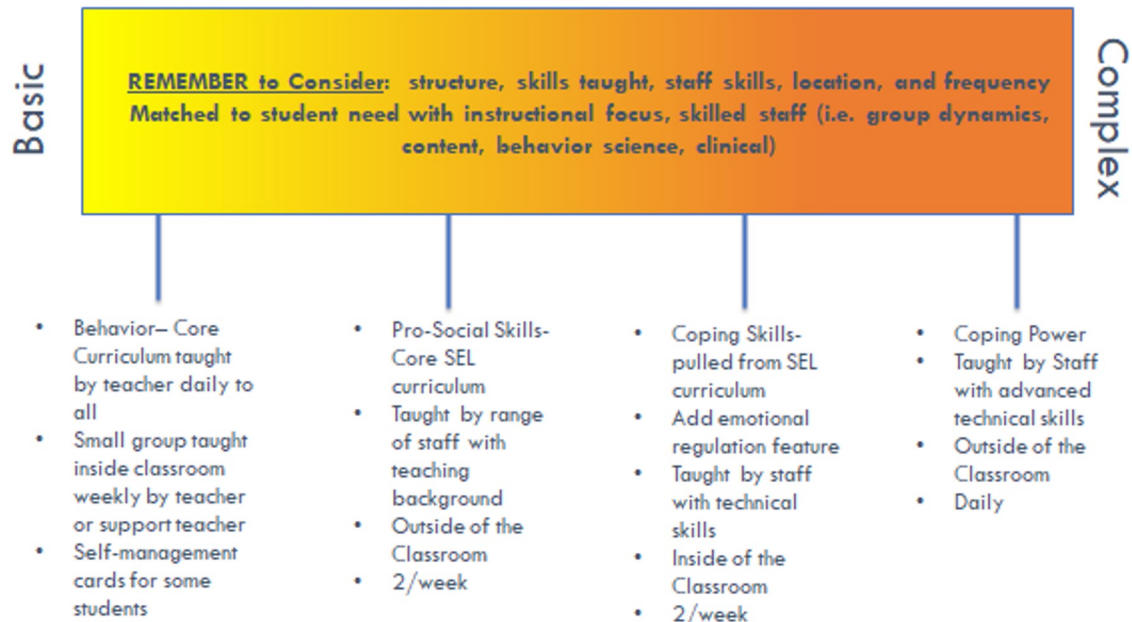 Basic
REMEMBER to Consider: structure, skills taught, staff skills, location, and frequency
Matched to student need with instructional focus, skilled staff (i.e. group dynamics,
content, behavior science, clinical)
Complex
• Behavior– Core
Curriculum taught
by teacher daily to
all
• Small group taught
inside classroom
weekly by teacher
or support teacher
• Self-management
cards for some
students
• Pro-Social Skills-
Core SEL
curriculum
• Taught by range
of staff with
teaching
background
• Outside of the
Classroom
• 2/week
• Coping Skills-
pulled from SEL
curriculum
• Add emotional
regulation feature
• Taught by staff
with technical
skills
• Inside of the
Classroom
• 2/week
• Coping Power
• Taught by Staff
with advanced
technical skills
• Outside of the
Classroom
• Daily